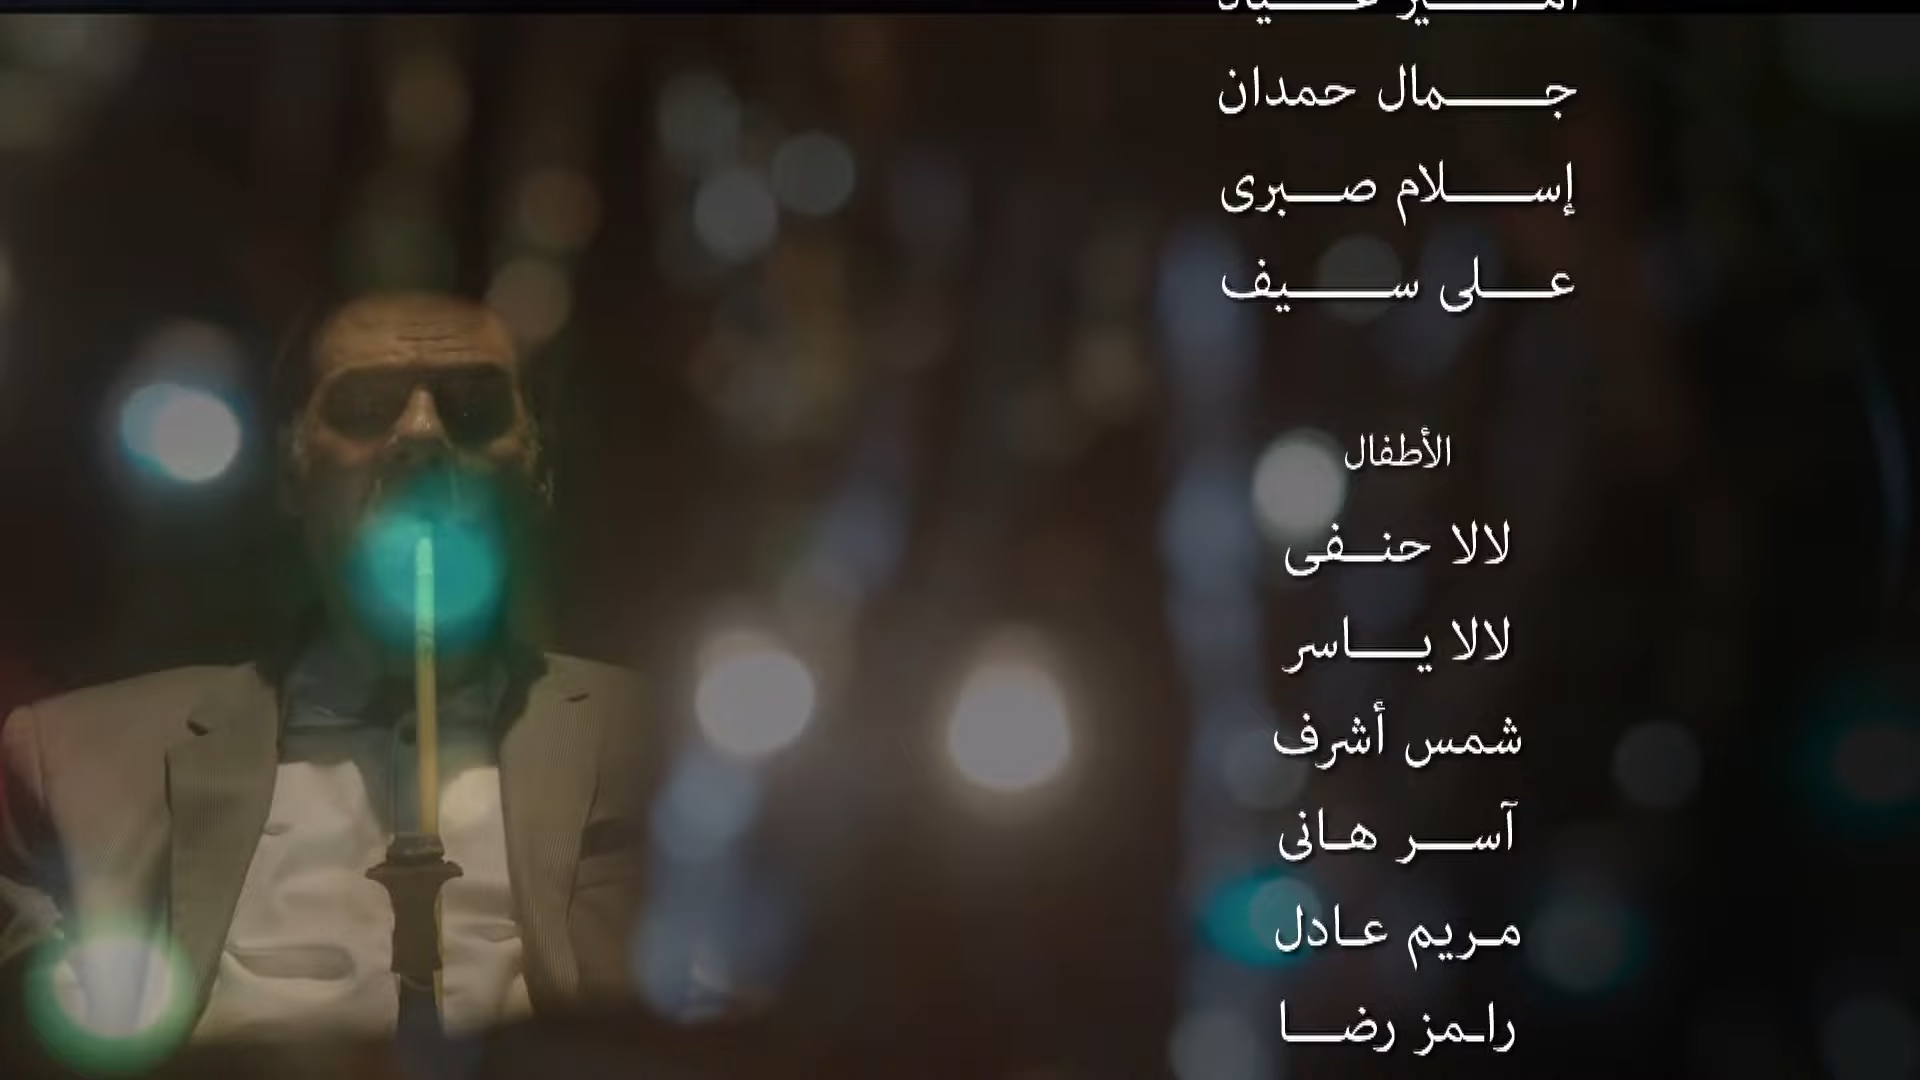 جمال حمدان
إسلام صبرى
على سيف
الأطفال
لالا حنفى
لالا ياسر
شمس أشرف
آسر هانى
مريم عادل
رامز رضا